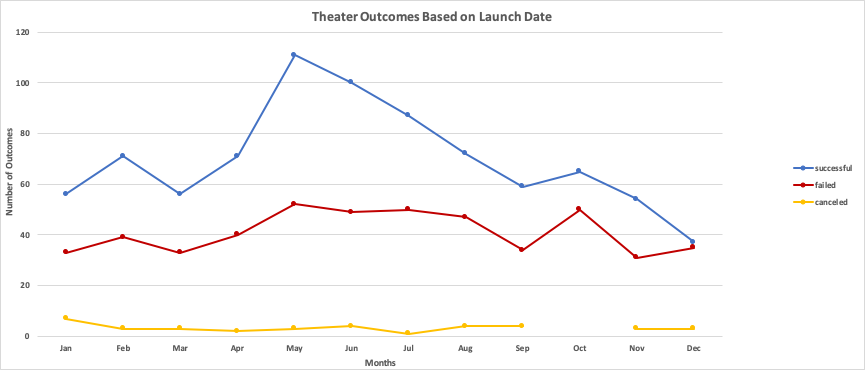 Theater Outcomes Based on Launch Date
120
100
80
60
40
20
0
Number of Outcomes
Jan Feb Mar Apr May Jun Jul Aug Sep Oct Nov Dec
Months
successful
failed
canceled